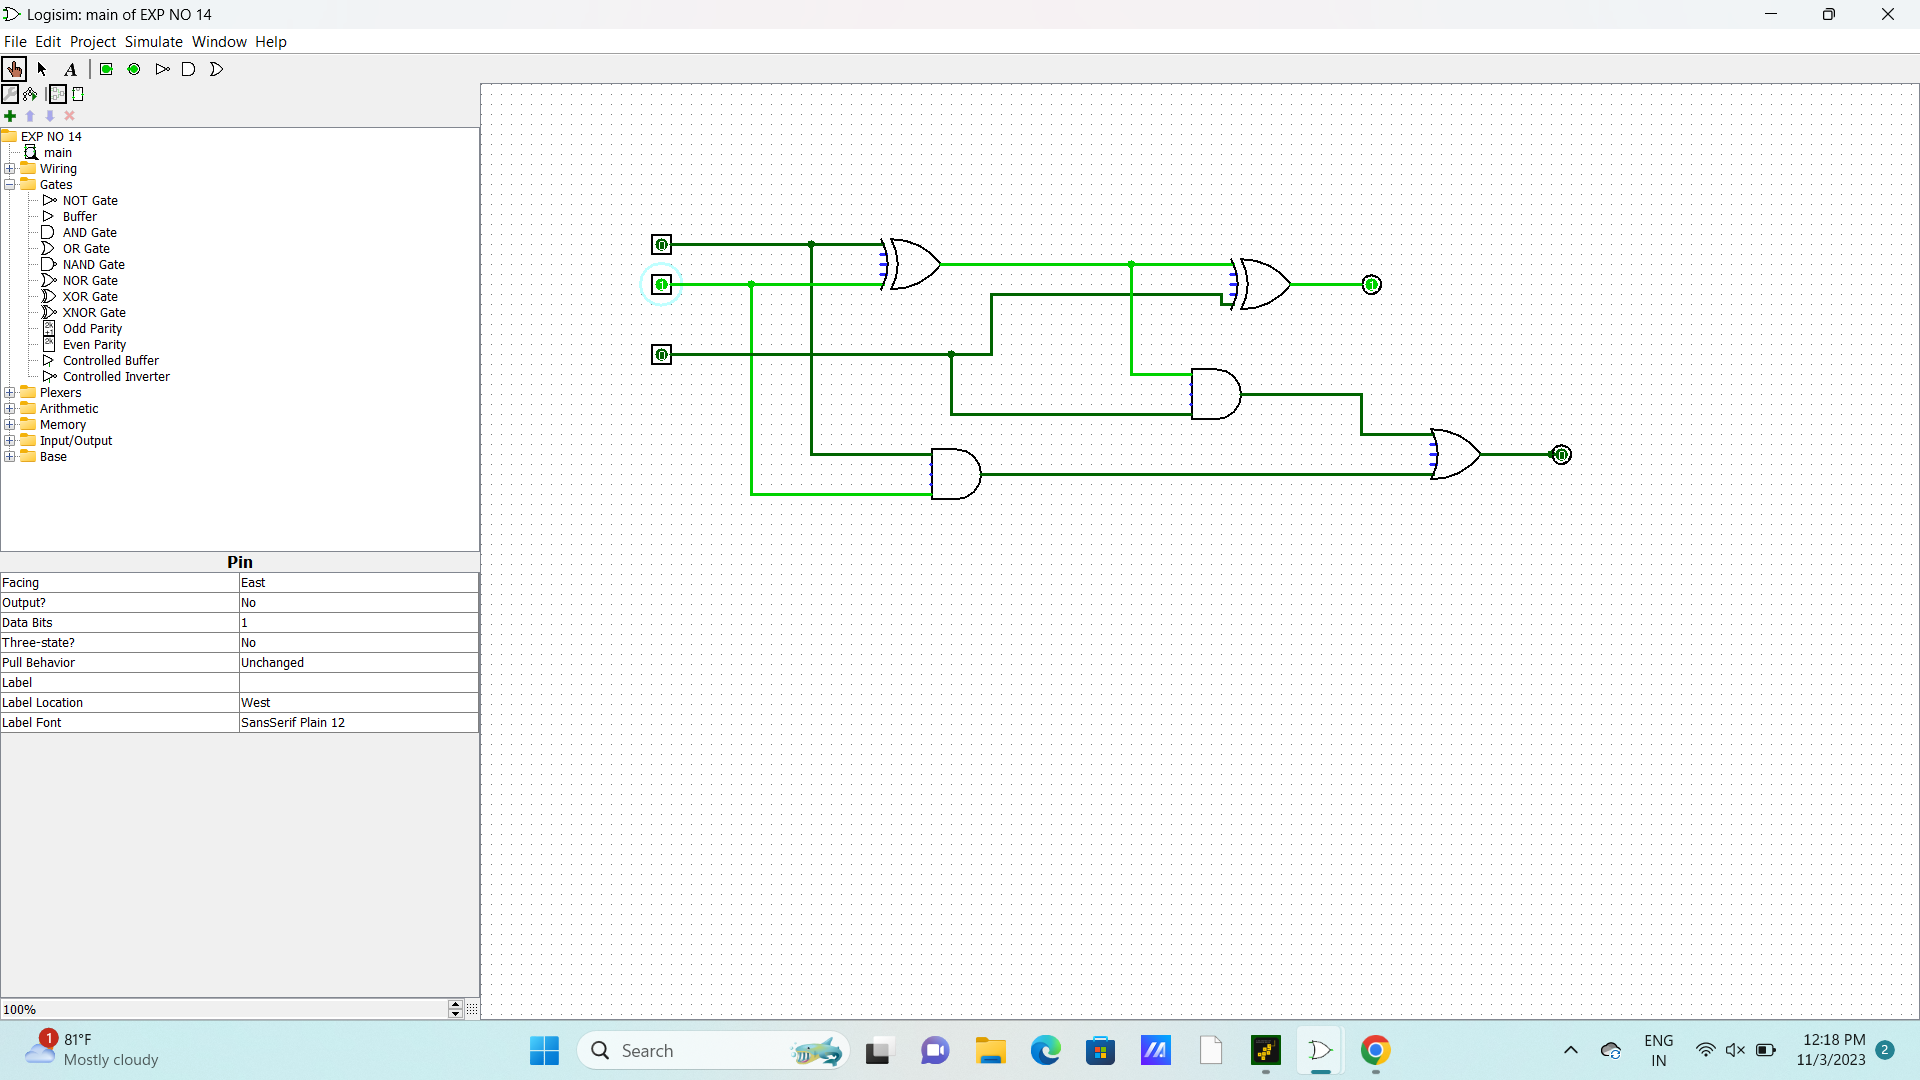 Logisim: main of EXP NO 14
File Edit Project Simulate Window Help
A
EXP NO 14
main
Wiring
Gates
NOT Gate
Buffer
AND Gate
OR Gate
NAND Gate
NOR Gate
XOR Gate
XNOR Gate
Odd Parity
Even Parity
Controlled Buffer
Controlled Inverter
Plexers
Arithmetic
Memory
Input/Output
Base
0
1
0
1
0
Pin
Facing East
Output? No
Data Bits 1
Three-state? No
Pull Behavior Unchanged
Label
Label Location West
Label Font SansSerif Plain 12
100%
1
81°F
Mostly cloudy
Search
ENG
IN
12:18 PM
11/3/2023
2